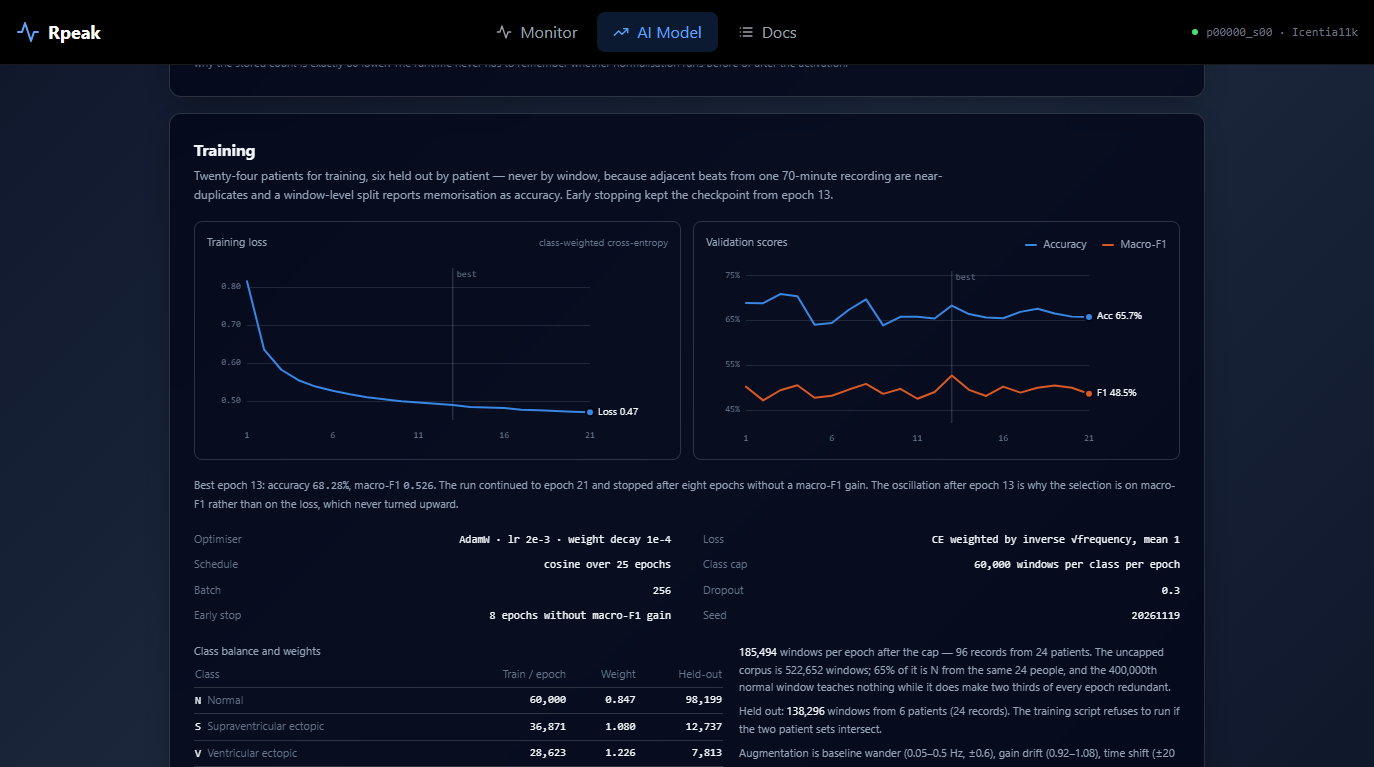 Rpeak
Monitor
AI Model
Docs
p00000_s00 · Icentia11k
Training
Twenty-four patients for training, six held out by patient — never by window, because adjacent beats from one 70-minute recording are near-
duplicates and a window-level split reports memorisation as accuracy. Early stopping kept the checkpoint from epoch 13.
Training loss
class-weighted cross-entropy
best
0.80
0.70
0.60
0.50
Loss 0.47
1 6 11 16 21
Validation scores
Accuracy
Macro-F1
best
75%
65%
55%
45%
Acc 65.7%
F1 48.5%
1 6 11 16 21
Best epoch 13: accuracy 68.28%, macro-F1 0.526. The run continued to epoch 21 and stopped after eight epochs without a macro-F1 gain. The oscillation after epoch 13 is why the selection is on macro-
F1 rather than on the loss, which never turned upward.
Optimiser AdamW · lr 2e-3 · weight decay 1e-4
Schedule cosine over 25 epochs
Batch 256
Early stop 8 epochs without macro-F1 gain
Loss CE weighted by inverse √frequency, mean 1
Class cap 60,000 windows per class per epoch
Dropout 0.3
Seed 20261119
Class balance and weights
Class Train / epoch Weight Held-out
N Normal 60,000 0.847 98,199
S Supraventricular ectopic 36,871 1.080 12,737
V Ventricular ectopic 28,623 1.226 7,813
185,494 windows per epoch after the cap — 96 records from 24 patients. The uncapped
corpus is 522,652 windows; 65% of it is N from the same 24 people, and the 400,000th
normal window teaches nothing while it does make two thirds of every epoch redundant.
Held out: 138,296 windows from 6 patients (24 records). The training script refuses to run if
the two patient sets intersect.
Augmentation is baseline wander (0.05–0.5 Hz, ±0.6), gain drift (0.92–1.08), time shift (±20